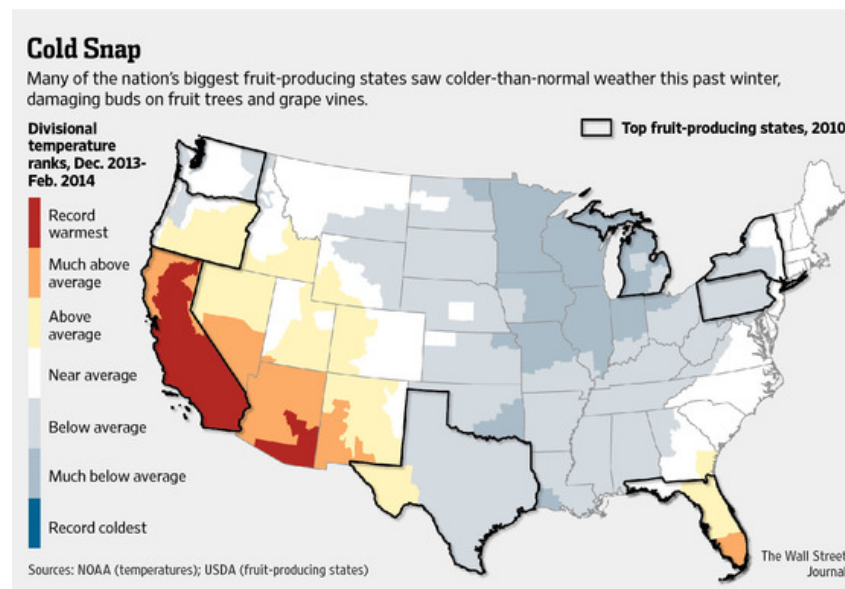 Cold Snap
Many of the nation's biggest fruit-producing states saw colder-than-normal weather this past winter,
damaging buds on fruit trees and grape vines.
Divisional
temperature
ranks, Dec. 2013-
Feb. 2014
Top fruit-producing states, 2010
Record
warmest
Much above
average
Above
average
Near average
Below average
Much below average
Record coldest
Sources: NOAA (temperatures); USDA (fruit-producing states)
The Wall Street
Journal